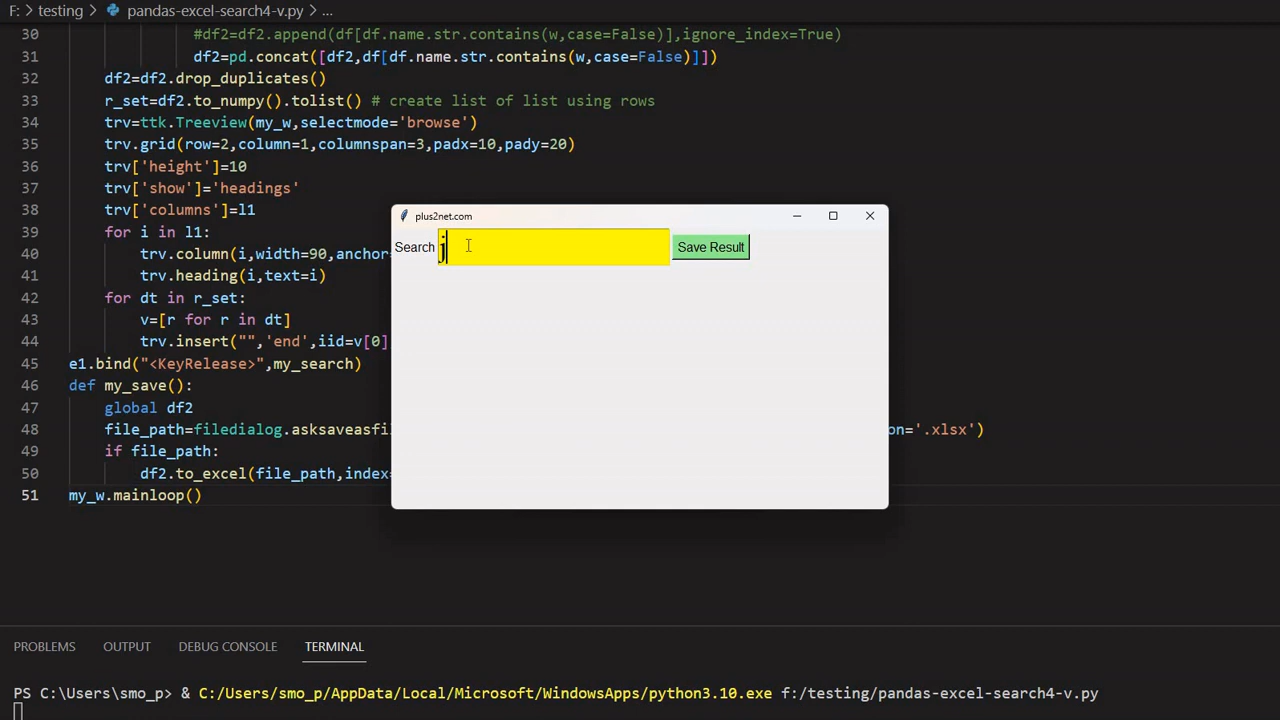 F: > testing > pandas-excel-search4-v.py > ...
30 #df2=df2.append(df[df.name.str.contains(w,case=False)],ignore_index=True)
31 df2=pd.concat([df2,df[df.name.str.contains(w,case=False)]])
32 df2=df2.drop_duplicates()
33 r_set=df2.to_numpy().tolist() # create list of list using rows
34 trv=ttk.Treeview(my_w,selectmode='browse')
35 trv.grid(row=2,column=1,columnspan=3,padx=10,pady=20)
36 trv['height']=10
37 trv['show']='headings'
38 trv['columns']=l1
39 for i in l1:
40 trv.column(i,width=90,anchor=
41 trv.heading(i,text=i)
42 for dt in r_set:
43 v=[r for r in dt]
44 trv.insert("",'end',iid=v[0]
45 e1.bind("<KeyRelease>",my_search)
46 def my_save():
47 global df2
48 file_path=filedialog.asksaveasfi on='.xlsx')
49 if file_path:
50 df2.to_excel(file_path,index=
51 my_w.mainloop()
plus2net.com
Search j Save Result
PROBLEMS OUTPUT DEBUG CONSOLE TERMINAL
PS C:\Users\smo_p> & C:/Users/smo_p/AppData/Local/Microsoft/WindowsApps/python3.10.exe f:/testing/pandas-excel-search4-v.py